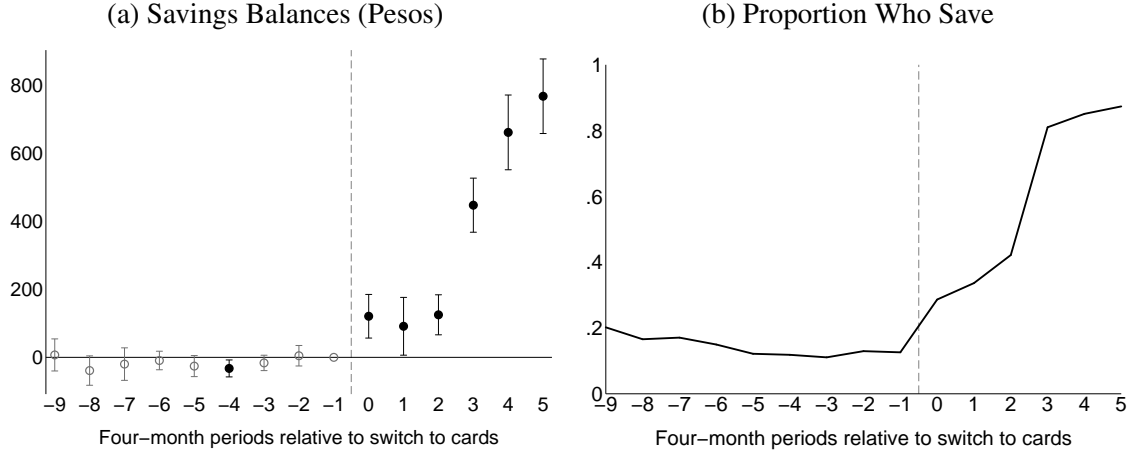 (a) Savings Balances (Pesos)
800
600
400
200
0
−9 −8 −7 −6 −5 −4 −3 −2 −1 0 1 2 3 4 5
Four−month periods relative to switch to cards
(b) Proportion Who Save
1
.8
.6
.4
.2
0
−9 −8 −7 −6 −5 −4 −3 −2 −1 0 1 2 3 4 5
Four−month periods relative to switch to cards